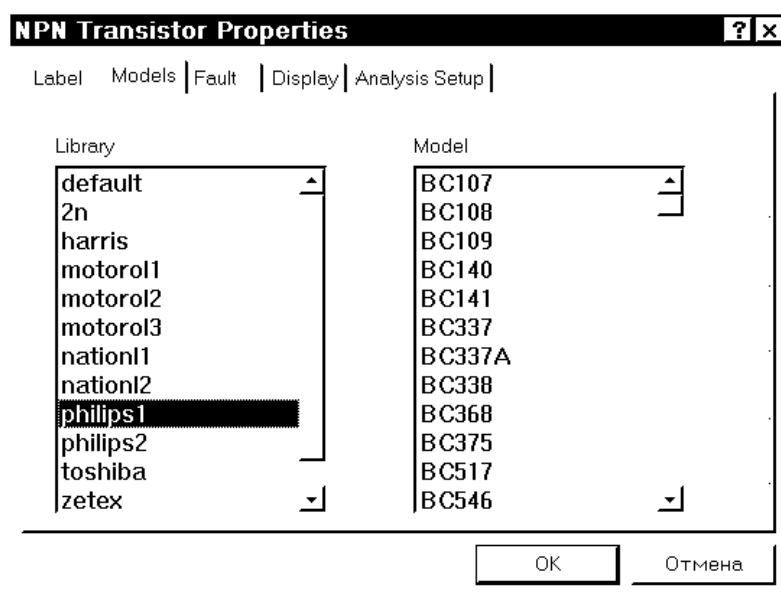 NPN Transistor Properties ? ×
Label Models Fault Display Analysis Setup
Library
default
2n
harris
motorol1
motorol2
motorol3
nationl1
nationl2
philips1
philips2
toshiba
zetex
Model
BC107
BC108
BC109
BC140
BC141
BC337
BC337A
BC338
BC368
BC375
BC517
BC546
OK Отмена